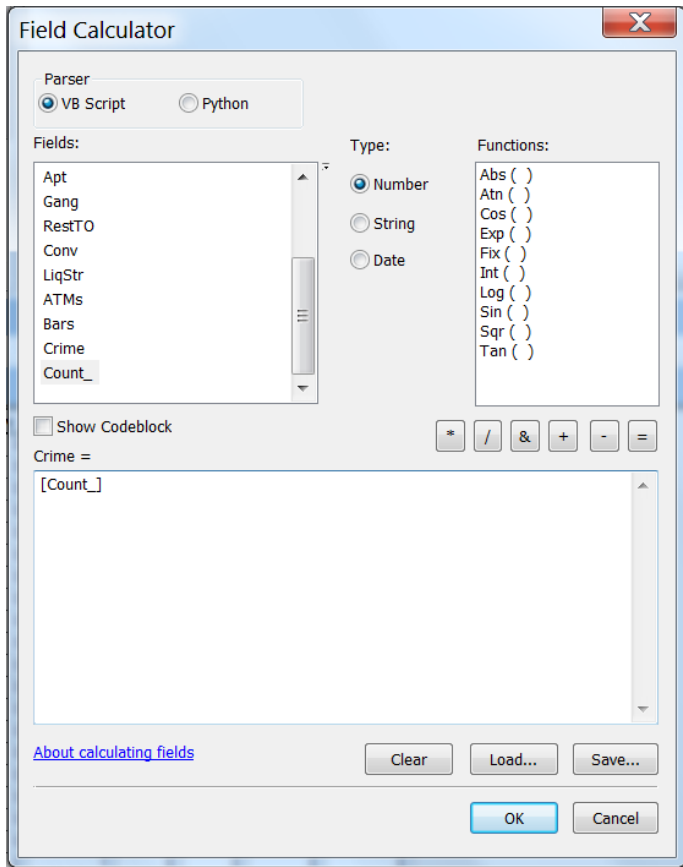 Field Calculator
Parser
VB Script
Python
Fields:
Type:
Functions:
Apt
Gang
RestTO
Conv
LiqStr
ATMs
Bars
Crime
Count_
Number
String
Date
Abs ( )
Atn ( )
Cos ( )
Exp ( )
Fix ( )
Int ( )
Log ( )
Sin ( )
Sqr ( )
Tan ( )
Show Codeblock
* / & + - =
Crime =
[Count_]
About calculating fields
Clear
Load...
Save...
OK
Cancel